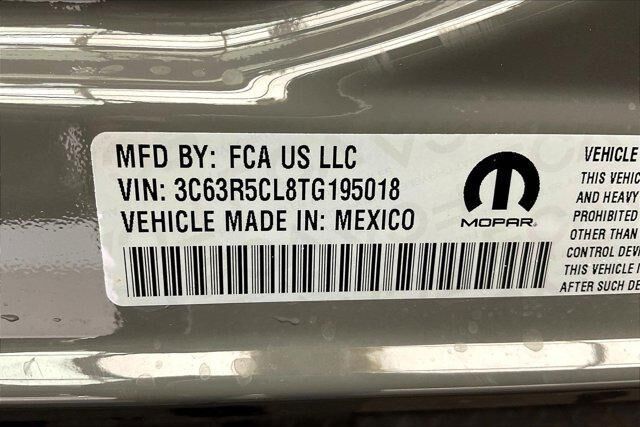 MFD BY: FCA US LLC
VIN: 3C63R5CL8TG195018
VEHICLE MADE IN: MEXICO
MOPAR
VEHICLE
THIS VEHIC
AND HEAVY
PROHIBITED
OTHER THAN
CONTROL DEVI
THIS VEHICLE I
AFTER SUCH DE